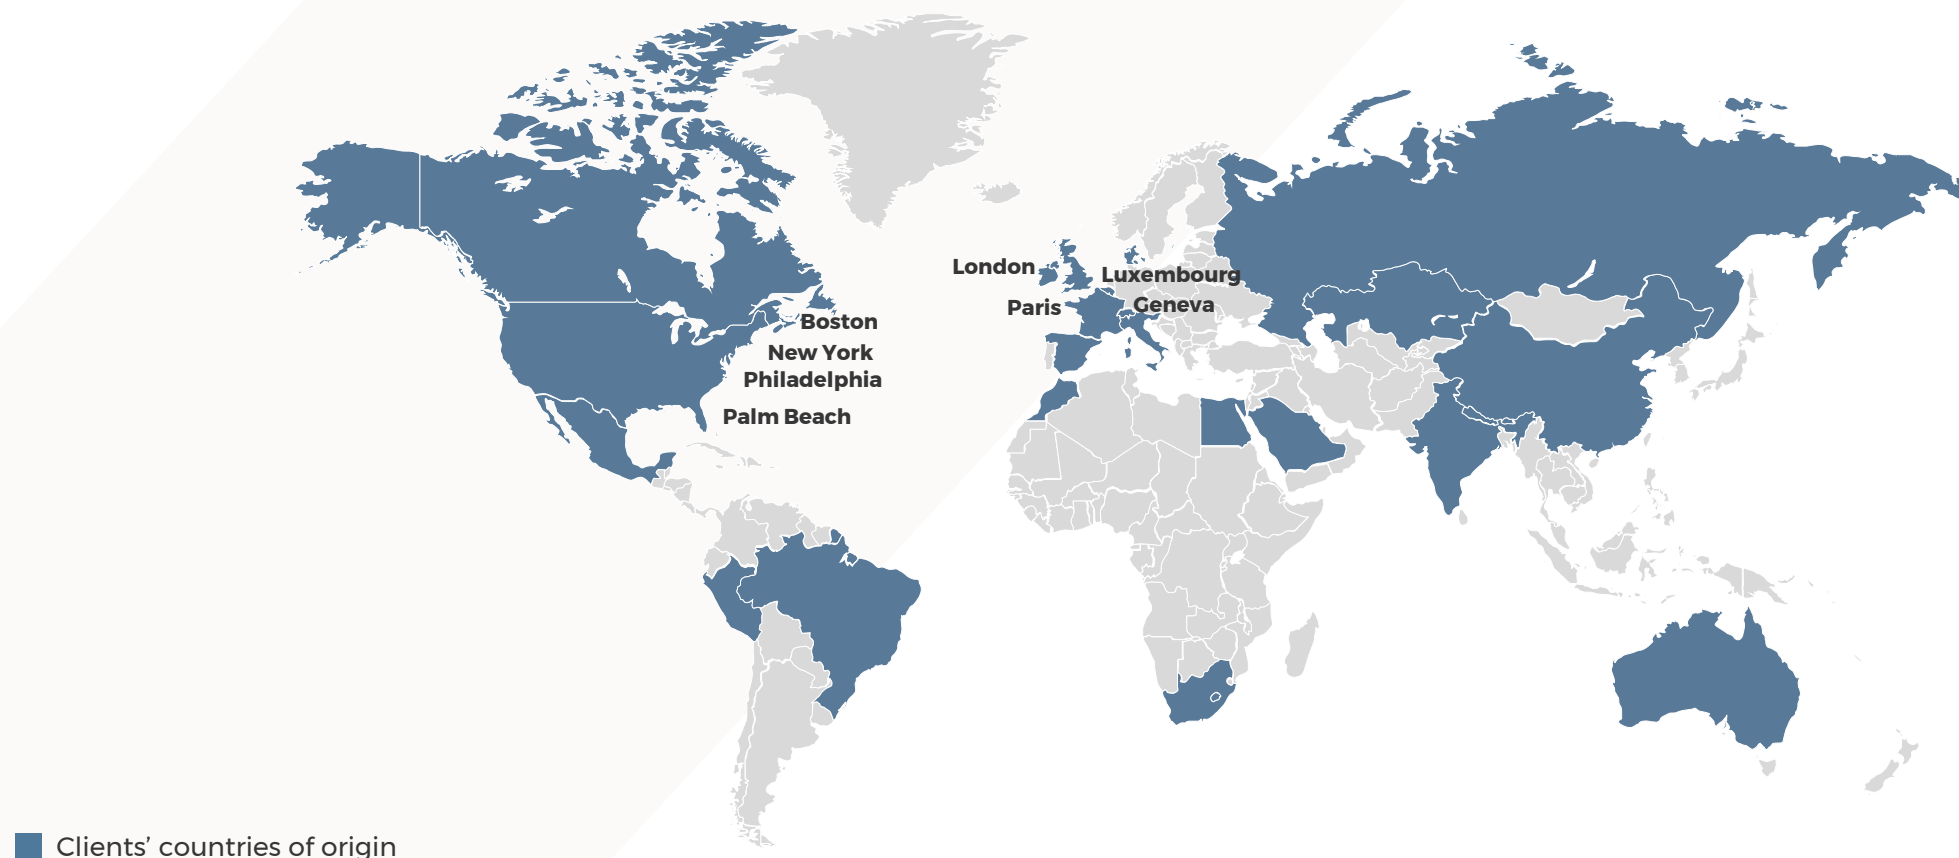 London
Luxembourg
Paris
Geneva
Boston
New York
Philadelphia
Palm Beach
Clients’ countries of origin